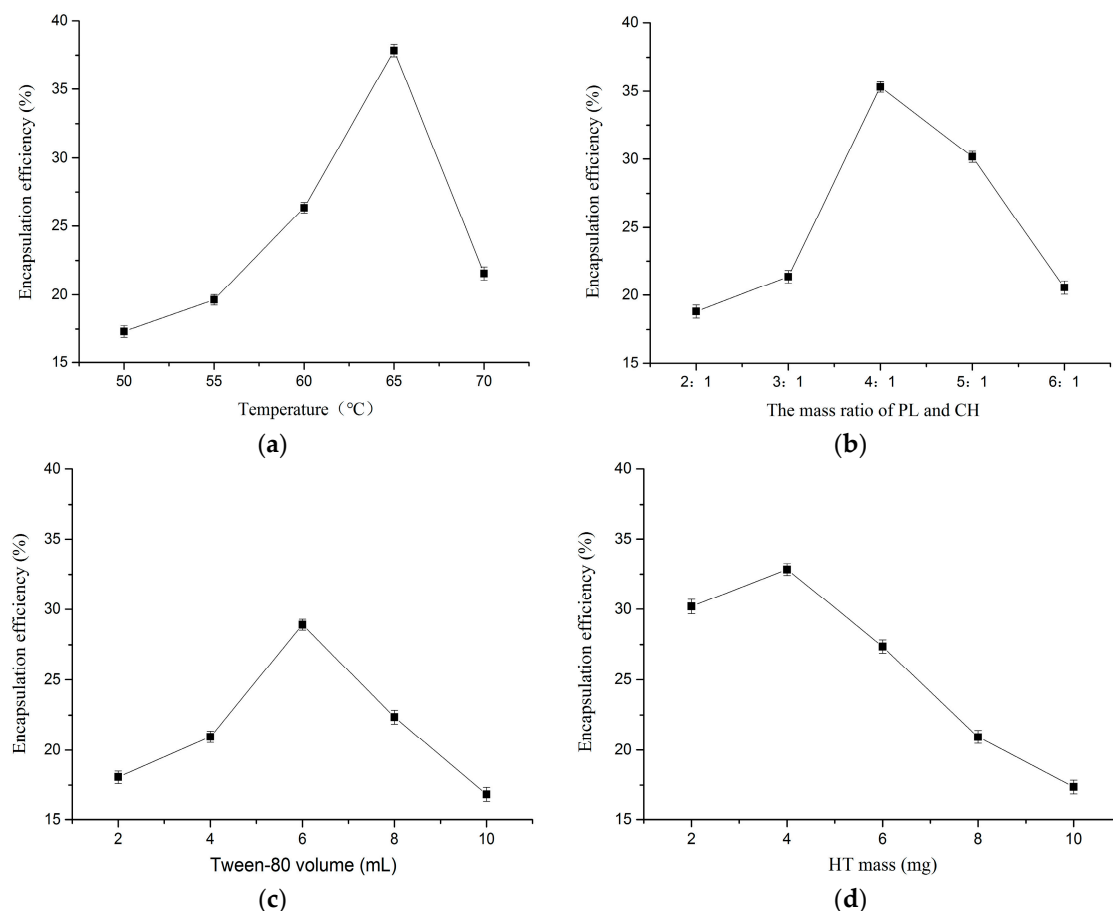 40
35
30
25
20
15
Encapsulation efficiency (%)
50 55 60 65 70
Temperature（°C）
(a)
40
35
30
25
20
15
Encapsulation efficiency (%)
2：1 3：1 4：1 5：1 6：1
The mass ratio of PL and CH
(b)
40
35
30
25
20
15
Encapsulation efficiency (%)
2 4 6 8 10
Tween-80 volume (mL)
(c)
40
35
30
25
20
15
Encapsulation efficiency (%)
2 4 6 8 10
HT mass (mg)
(d)